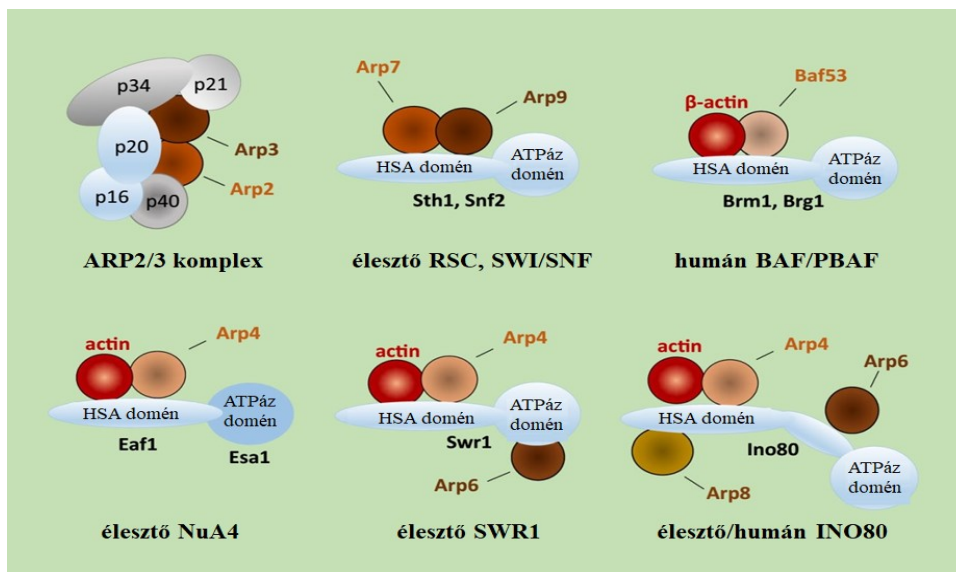 p34
p21
p20
Arp3
p16
p40
Arp2
ARP2/3 komplex
Arp7
Arp9
HSA domén
ATPáz
domén
Sth1, Snf2
élesztő RSC, SWI/SNF
Baf53
β-actin
HSA domén
ATPáz
domén
Brm1, Brg1
humán BAF/PBAF
Arp4
actin
HSA domén
ATPáz
domén
Eaf1
Esa1
élesztő NuA4
Arp4
actin
HSA domén
ATPáz
domén
Swr1
Arp6
élesztő SWR1
actin
Arp4
Arp6
HSA domén
Ino80
ATPáz
domén
Arp8
élesztő/humán INO80